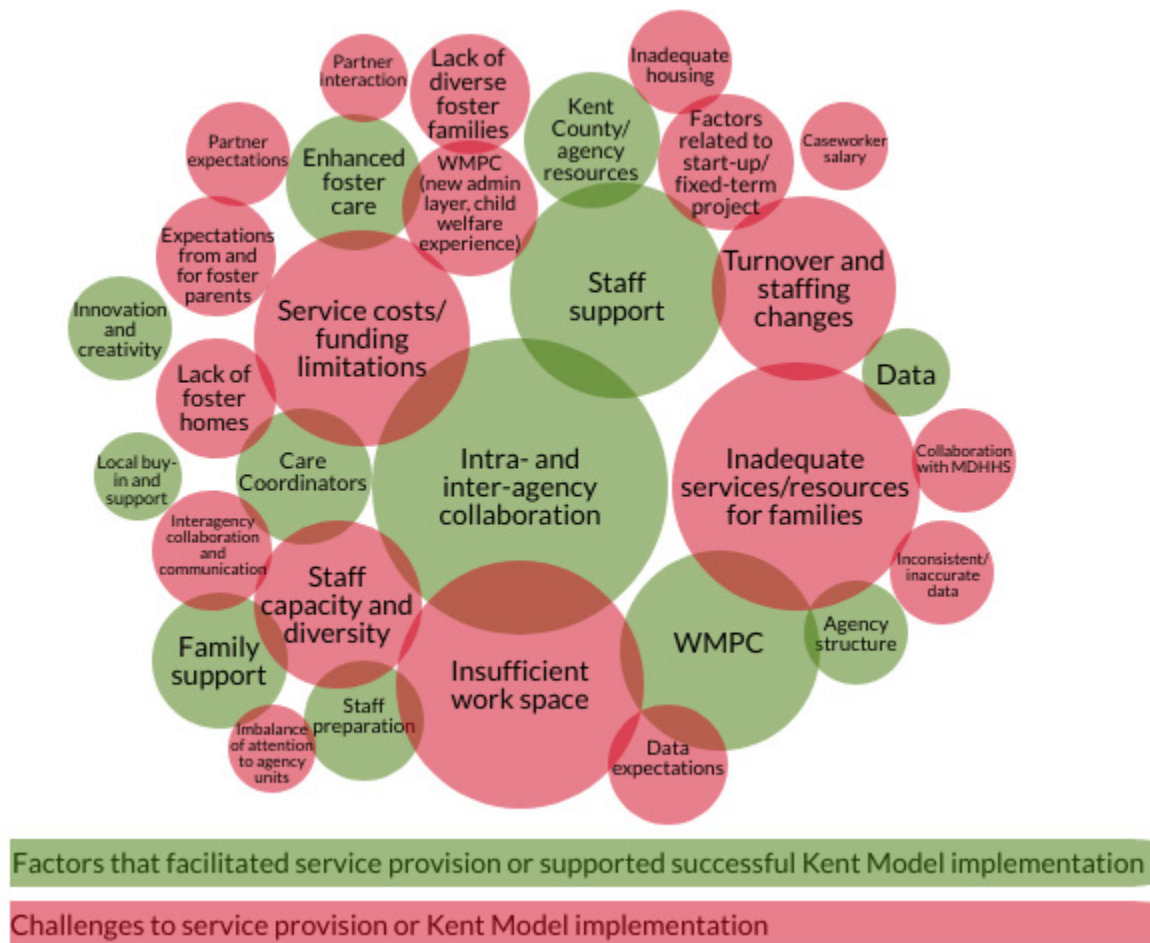 Partner
interaction
Lack of
diverse
foster
families
Inadequate
housing
Kent
County/
agency
resources
Factors
related to
start-up/
fixed-term
project
Caseworker
salary
Partner
expectations
Enhanced
foster
care
WMPC
(new admin
layer, child
welfare
experience)
Expectations
from and
for foster
parents
Staff
support
Turnover and
staffing
changes
Innovation
and
creativity
Service costs/
funding
limitations
Lack of
foster
homes
Data
Local buy-
in and
support
Care
Coordinators
Intra- and
inter-agency
collaboration
Inadequate
services/resources
for families
Collaboration
with MDHHS
Interagency
collaboration
and
communication
Staff
capacity and
diversity
Inconsistent/
inaccurate
data
Family
support
Insufficient
work space
WMPC
Agency
structure
Imbalance
of attention
to agency
units
Staff
preparation
Data
expectations
Factors that facilitated service provision or supported successful Kent Model implementation
Challenges to service provision or Kent Model implementation